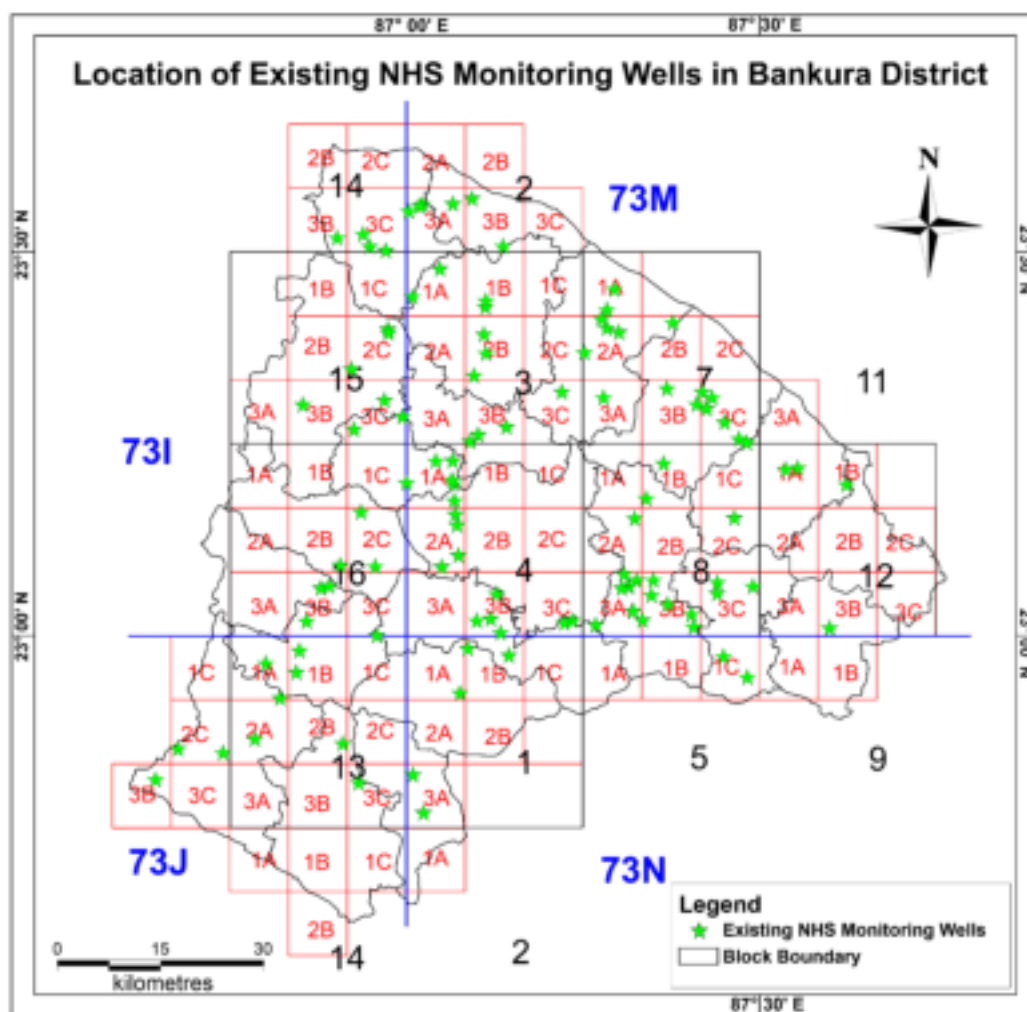 87° 00' E 87° 30' E
Location of Existing NHS Monitoring Wells in Bankura District
2B 2C 2A 2B
14 2 73M N
3B 3C 3A 3B 3C
23° 30' N 23° 30' N
1B 1C 1A 1B 1C 1A
2B 2C 2A 2B 2C 2A 2B 2C
15 3 7 11
3A 3B 3C 3A 3B 3C 3A 3B 3C 3A
73I
1A 1B 1C 1A 1B 1C 1A 1B 1C 1A 1B
2A 2B 2C 2A 2B 2C 2A 2B 2C 2A 2B 2C
16 4 8 12
3A 3B 3C 3A 3B 3C 3A 3B 3C 3A 3B 3C
23° 00' N 23° 00' N
1C 1A 1B 1C 1A 1B 1C 1A 1B 1C 1A 1B
2C 2A 2B 2C 2A 2B
13 1 5 9
3B 3C 3A 3B 3C 3A
73J 1A 1B 1C 1A 73N
2B
14 2
Legend
Existing NHS Monitoring Wells
Block Boundary
0 15 30
kilometres
87° 30' E